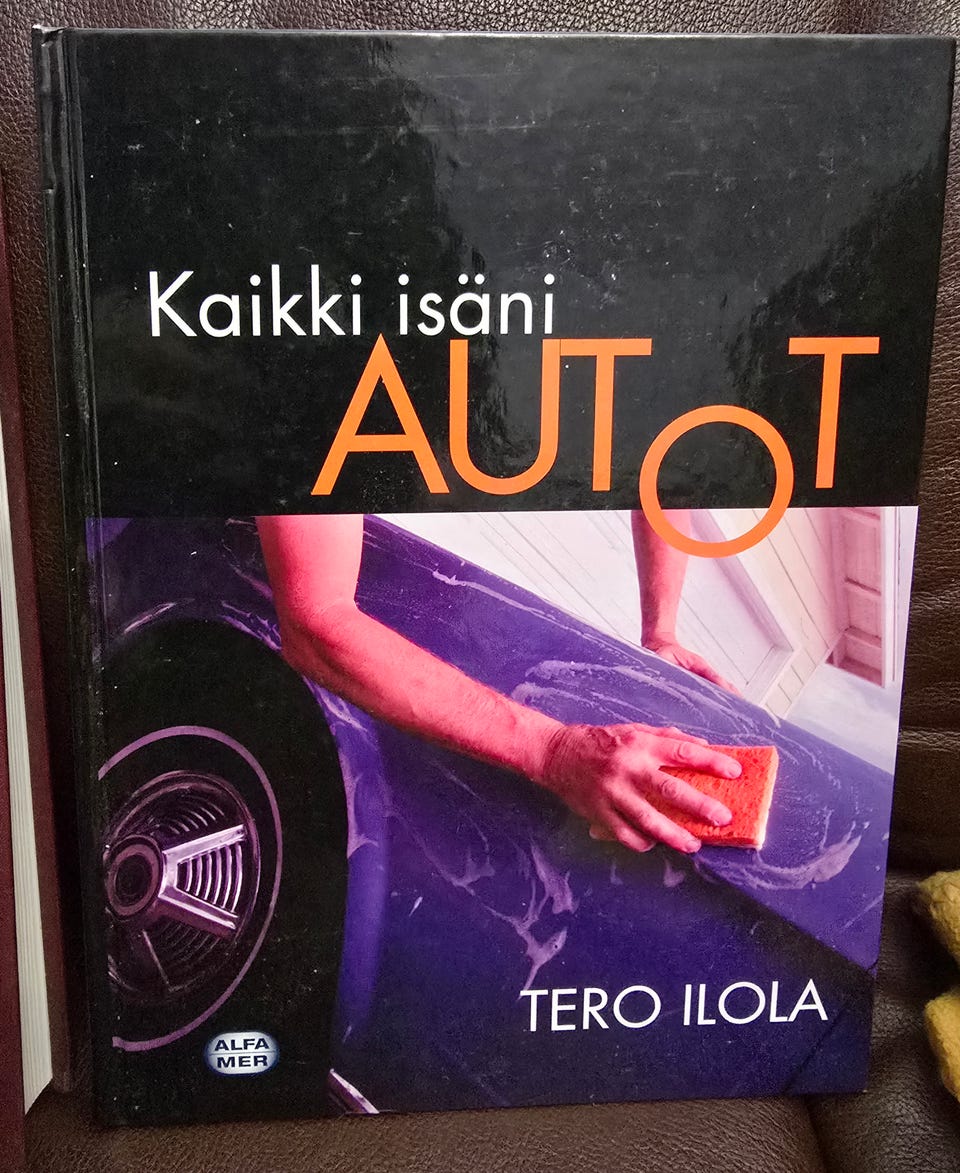 Kaikki isäni
AUTOT
TERO ILOLA
ALFA
MER